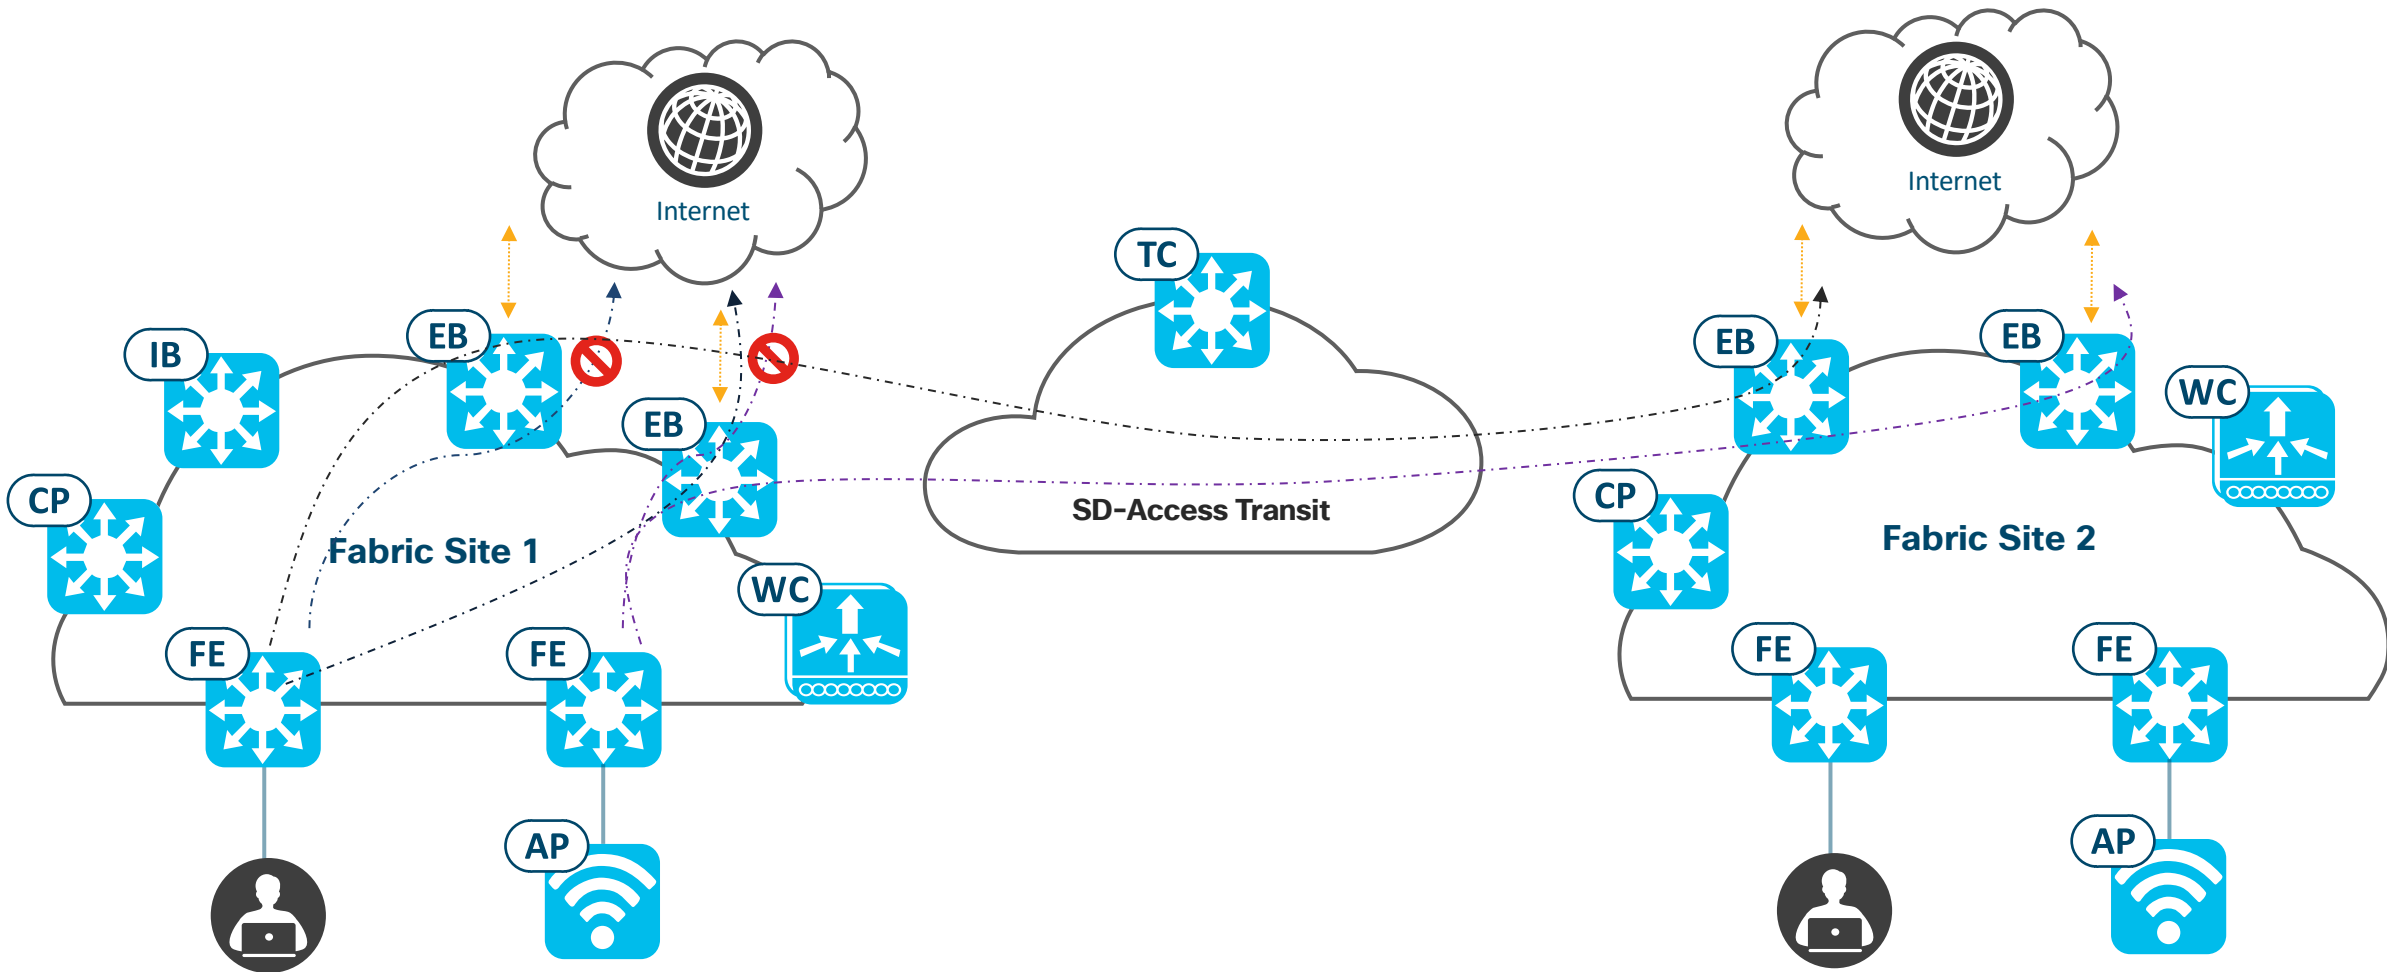 Internet
Internet
TC
EB
IB
EB
EB
EB
WC
CP
CP
SD-Access Transit
Fabric Site 1
Fabric Site 2
WC
FE
FE
FE
FE
AP
AP